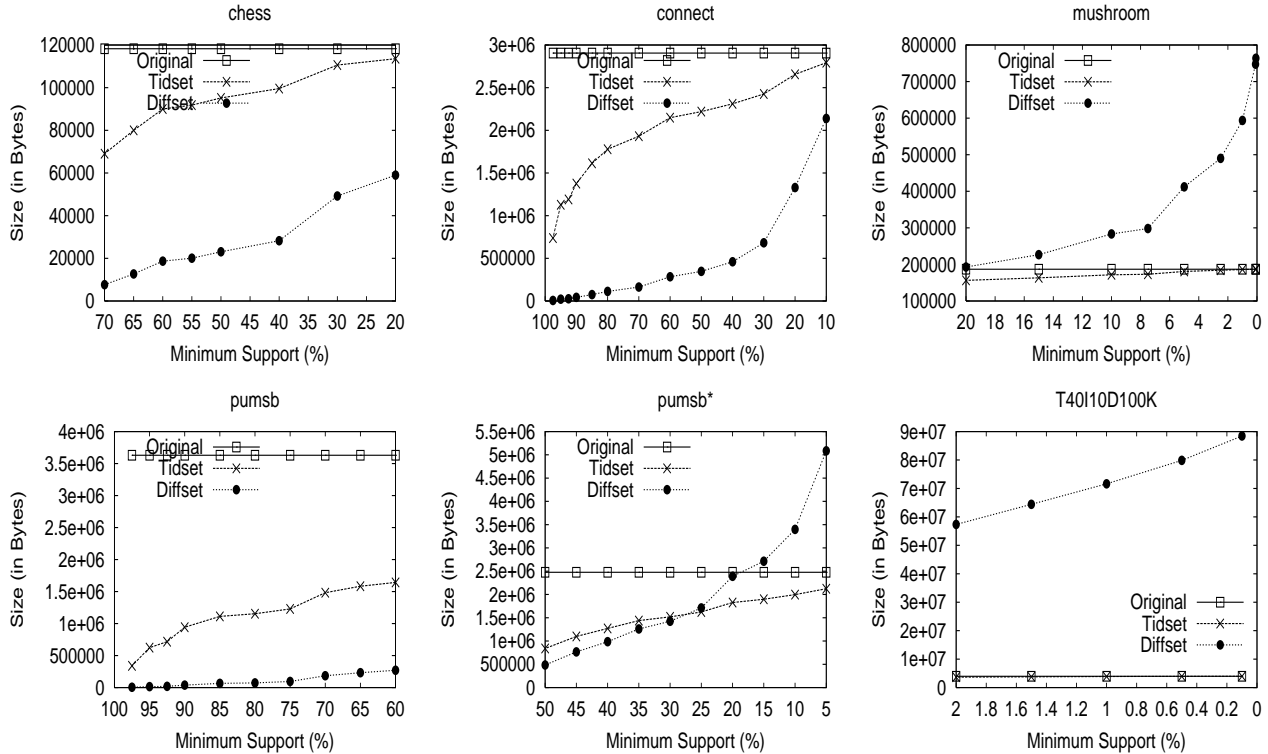 chess
120000
100000
80000
60000
40000
20000
0
Size (in Bytes)
Original
Tidset
Diffset
70 65 60 55 50 45 40 35 30 25 20
Minimum Support (%)
connect
3e+06
2.5e+06
2e+06
1.5e+06
1e+06
500000
0
Size (in Bytes)
Original
Tidset
Diffset
100 90 80 70 60 50 40 30 20 10
Minimum Support (%)
mushroom
800000
700000
600000
500000
400000
300000
200000
100000
Size (in Bytes)
Original
Tidset
Diffset
20 18 16 14 12 10 8 6 4 2 0
Minimum Support (%)
pumsb
4e+06
3.5e+06
3e+06
2.5e+06
2e+06
1.5e+06
1e+06
500000
0
Size (in Bytes)
Original
Tidset
Diffset
100 95 90 85 80 75 70 65 60
Minimum Support (%)
pumsb*
5.5e+06
5e+06
4.5e+06
4e+06
3.5e+06
3e+06
2.5e+06
2e+06
1.5e+06
1e+06
500000
0
Size (in Bytes)
Original
Tidset
Diffset
50 45 40 35 30 25 20 15 10 5
Minimum Support (%)
T40I10D100K
9e+07
8e+07
7e+07
6e+07
5e+07
4e+07
3e+07
2e+07
1e+07
0
Size (in Bytes)
Original
Tidset
Diffset
2 1.8 1.6 1.4 1.2 1 0.8 0.6 0.4 0.2 0
Minimum Support (%)